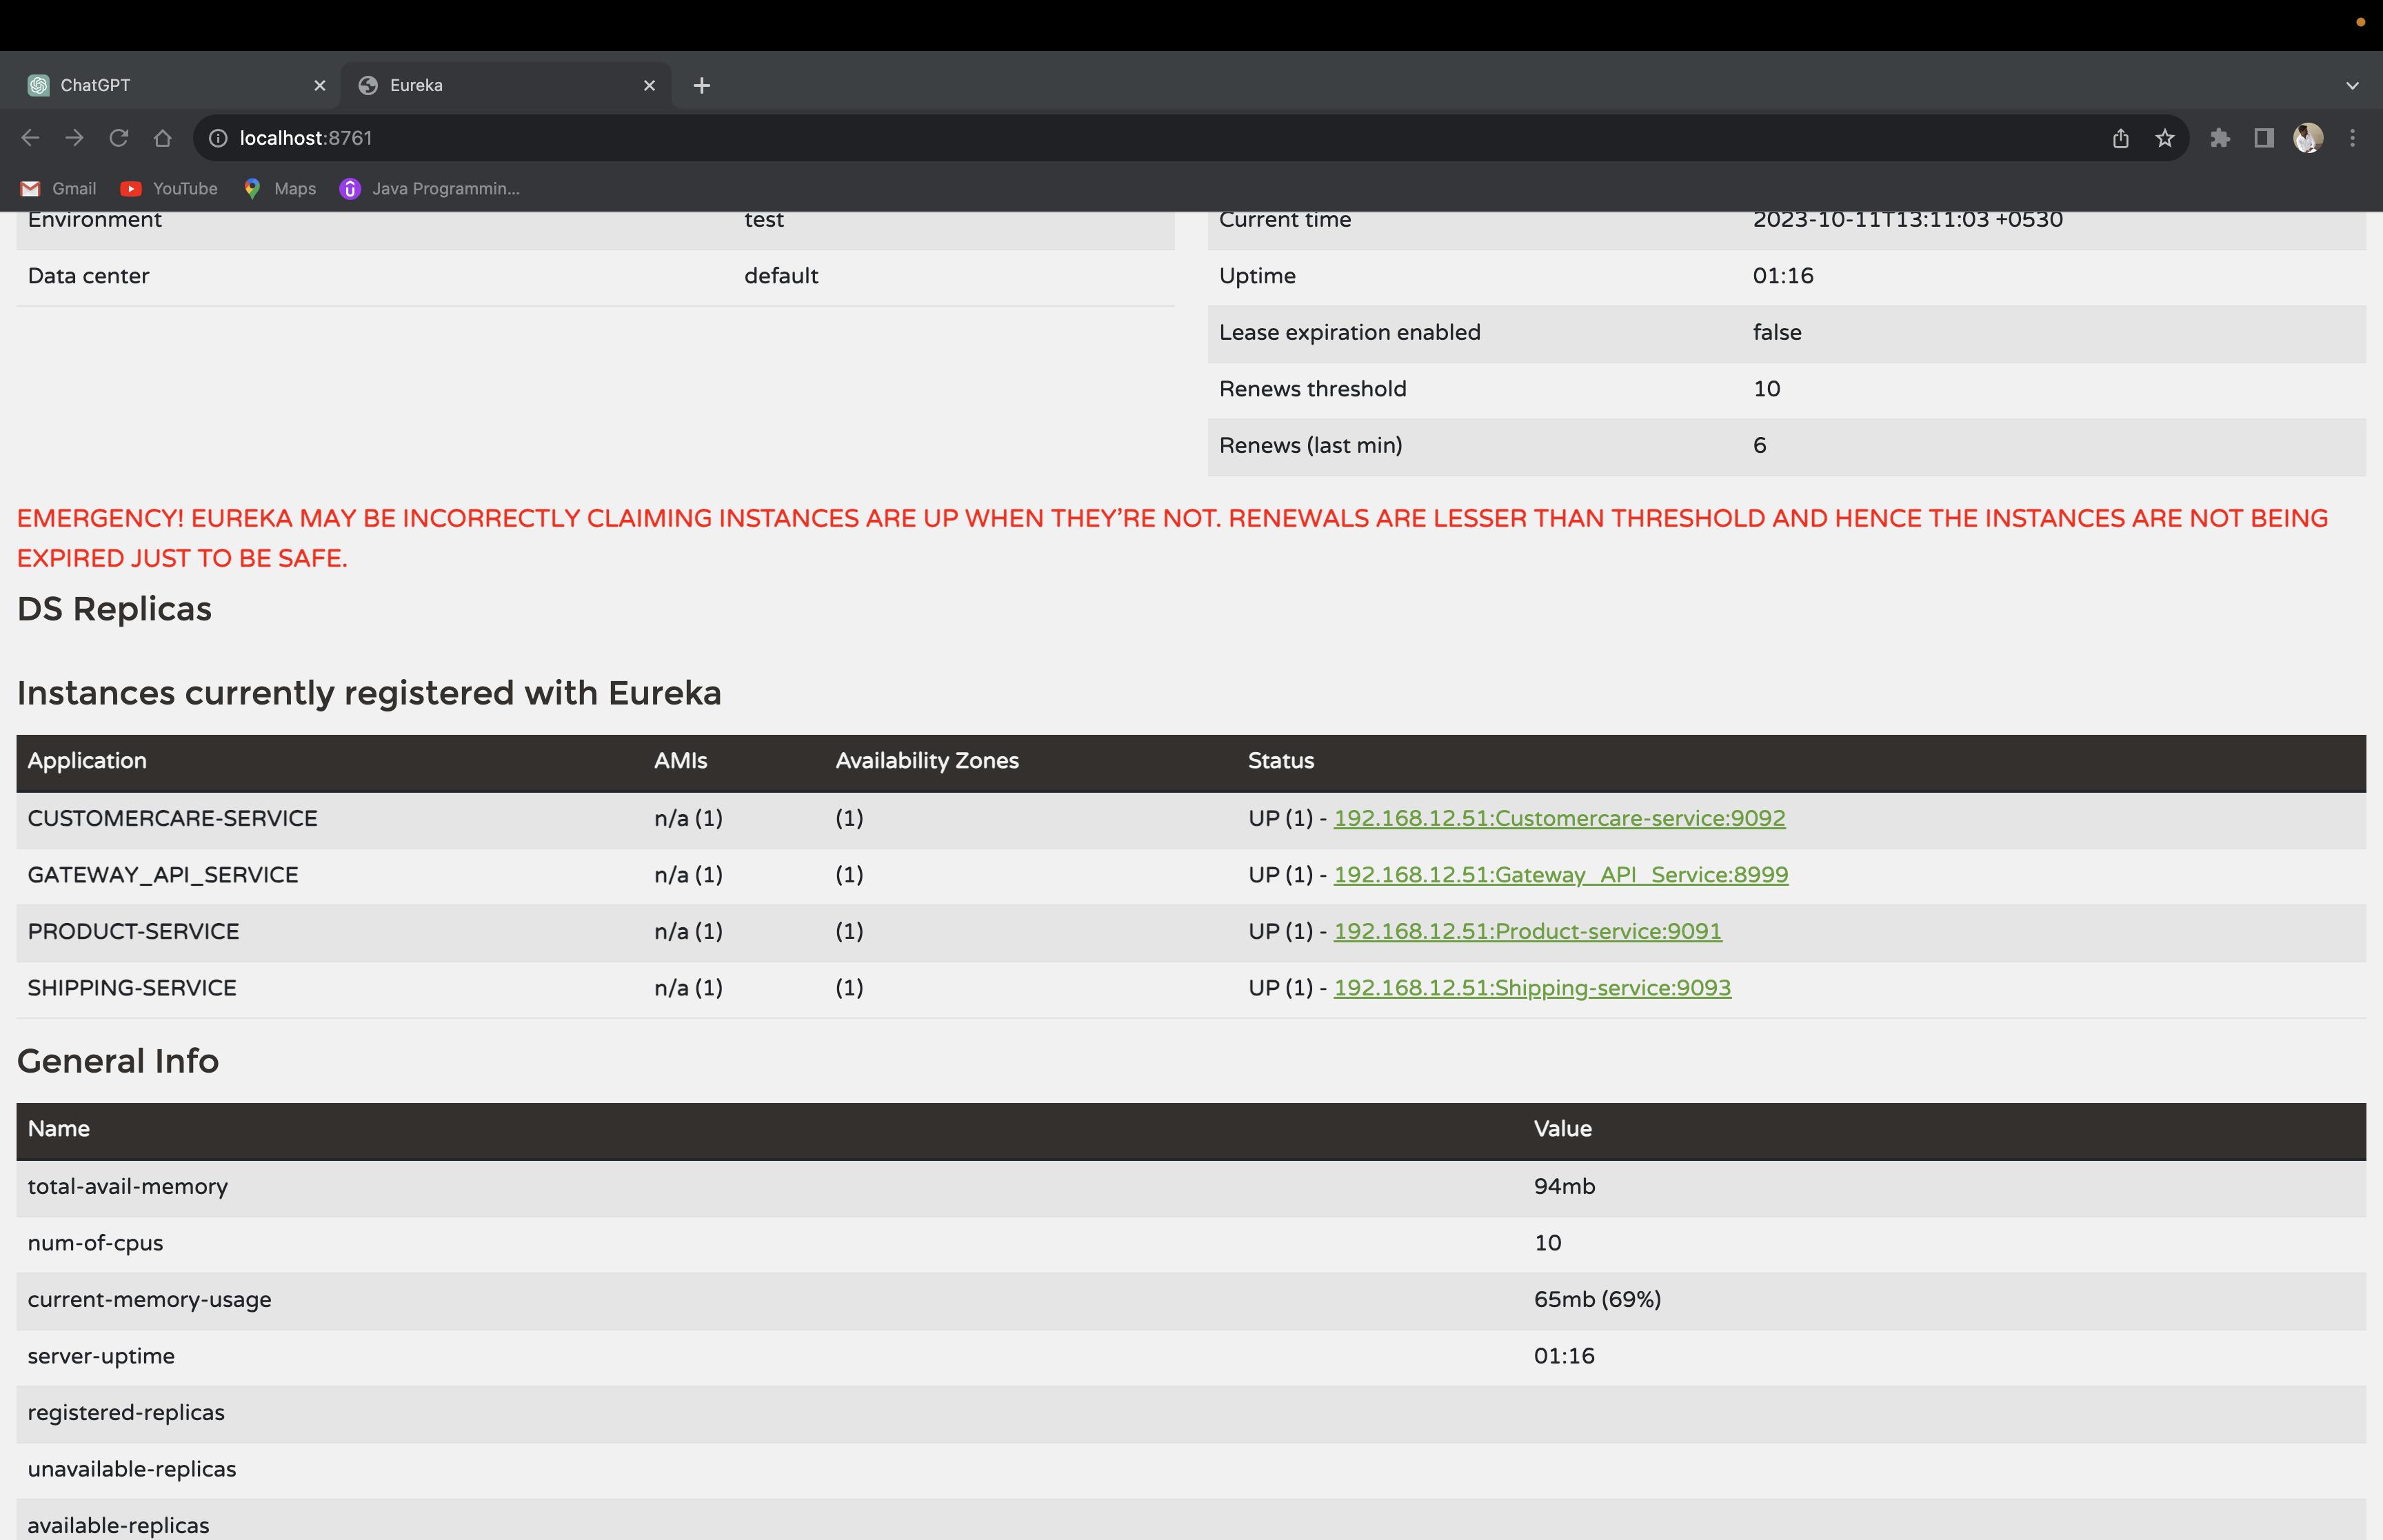 ChatGPT
Eureka
localhost:8761
Gmail YouTube Maps Java Programmin...
Environment test
Data center default
Current time 2023-10-11T13:11:03 +0530
Uptime 01:16
Lease expiration enabled false
Renews threshold 10
Renews (last min) 6
EMERGENCY! EUREKA MAY BE INCORRECTLY CLAIMING INSTANCES ARE UP WHEN THEY'RE NOT. RENEWALS ARE LESSER THAN THRESHOLD AND HENCE THE INSTANCES ARE NOT BEING
EXPIRED JUST TO BE SAFE.
DS Replicas
Instances currently registered with Eureka
Application AMIs Availability Zones Status
CUSTOMERCARE-SERVICE n/a (1) (1) UP (1) - 192.168.12.51:Customercare-service:9092
GATEWAY_API_SERVICE n/a (1) (1) UP (1) - 192.168.12.51:Gateway_API_Service:8999
PRODUCT-SERVICE n/a (1) (1) UP (1) - 192.168.12.51:Product-service:9091
SHIPPING-SERVICE n/a (1) (1) UP (1) - 192.168.12.51:Shipping-service:9093
General Info
Name Value
total-avail-memory 94mb
num-of-cpus 10
current-memory-usage 65mb (69%)
server-uptime 01:16
registered-replicas
unavailable-replicas
available-replicas